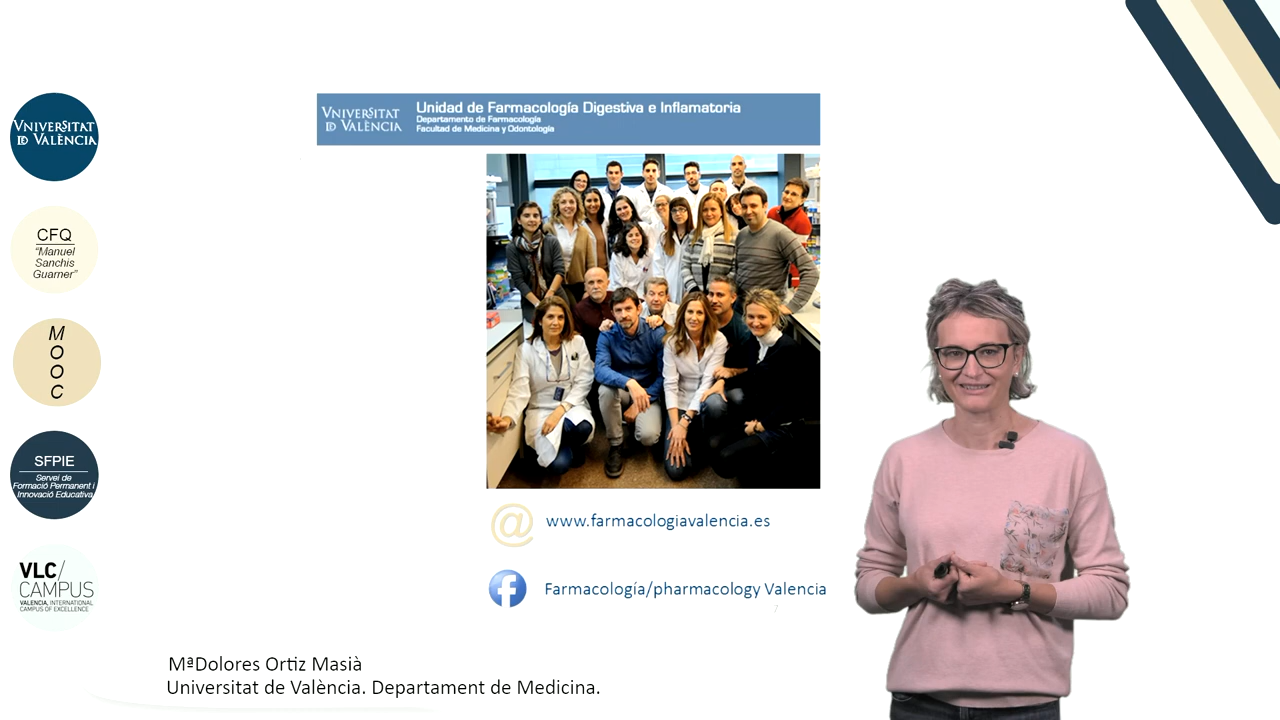 VNIVERSITAT
ID VALÈNCIA
CFQ
"Manuel
Sanchis
Guarner"
M
O
O
C
SFPIE
Servei de
Formació Permanent i
Innovació Educativa
VLC/
CAMPUS
VALENCIA, INTERNATIONAL
CAMPUS OF EXCELLENCE
VNIVERSITAT
ID VALÈNCIA
Unidad de Farmacología Digestiva e Inflamatoria
Departamento de Farmacología
Facultad de Medicina y Odontología
@
www.farmacologiavalencia.es
f
Farmacología/pharmacology Valencia
7
MªDolores Ortiz Masià
Universitat de València. Departament de Medicina.